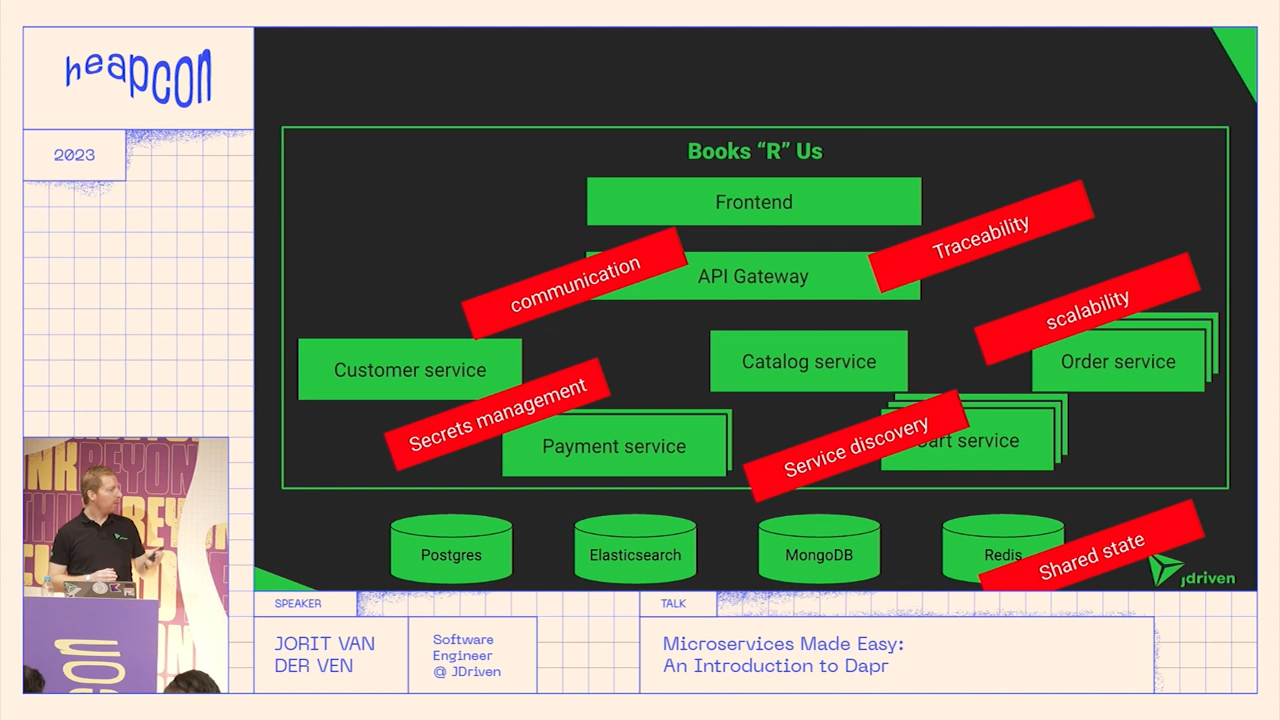 heapcon
2023
Books “R” Us
Frontend
Traceability
communication
API Gateway
scalability
Customer service
Catalog service
Order service
Secrets management
Payment service
Service discovery
art service
Postgres
Elasticsearch
MongoDB
Redis
Shared state
jdriven
SPEAKER
TALK
JORIT VAN
DER VEN
Software
Engineer
@ JDriven
Microservices Made Easy:
An Introduction to Dapr
BEYON